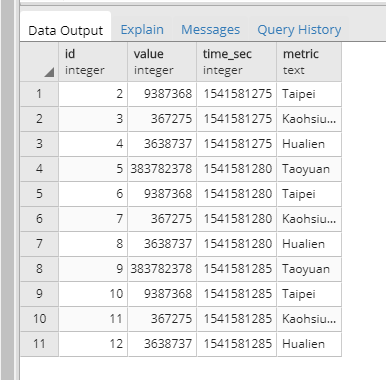 Data Output Explain Messages Query History
id value time_sec metric
integer integer integer text
1 2 9387368 1541581275 Taipei
2 3 367275 1541581275 Kaohsiu...
3 4 3638737 1541581275 Hualien
4 5 383782378 1541581280 Taoyuan
5 6 9387368 1541581280 Taipei
6 7 367275 1541581280 Kaohsiu...
7 8 3638737 1541581280 Hualien
8 9 383782378 1541581285 Taoyuan
9 10 9387368 1541581285 Taipei
10 11 367275 1541581285 Kaohsiu...
11 12 3638737 1541581285 Hualien